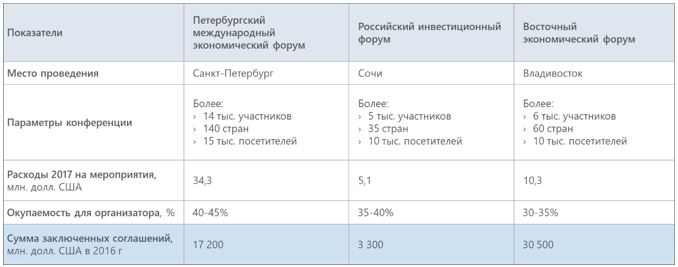 Показатели
Петербургский
международный
экономический форум
Российский инвестиционный
форум
Восточный
экономический форум
Место проведения
Санкт-Петербург
Сочи
Владивосток
Параметры конференции
Более:
› 14 тыс. участников
› 140 стран
› 15 тыс. посетителей
Более:
› 5 тыс. участников
› 35 стран
› 10 тыс. посетителей
Более:
› 6 тыс. участников
› 60 стран
› 10 тыс. посетителей
Расходы 2017 на мероприятия,
млн. долл. США
34,3
5,1
10,3
Окупаемость для организатора, %
40-45%
35-40%
30-35%
Сумма заключенных соглашений,
млн. долл. США в 2016 г
17 200
3 300
30 500